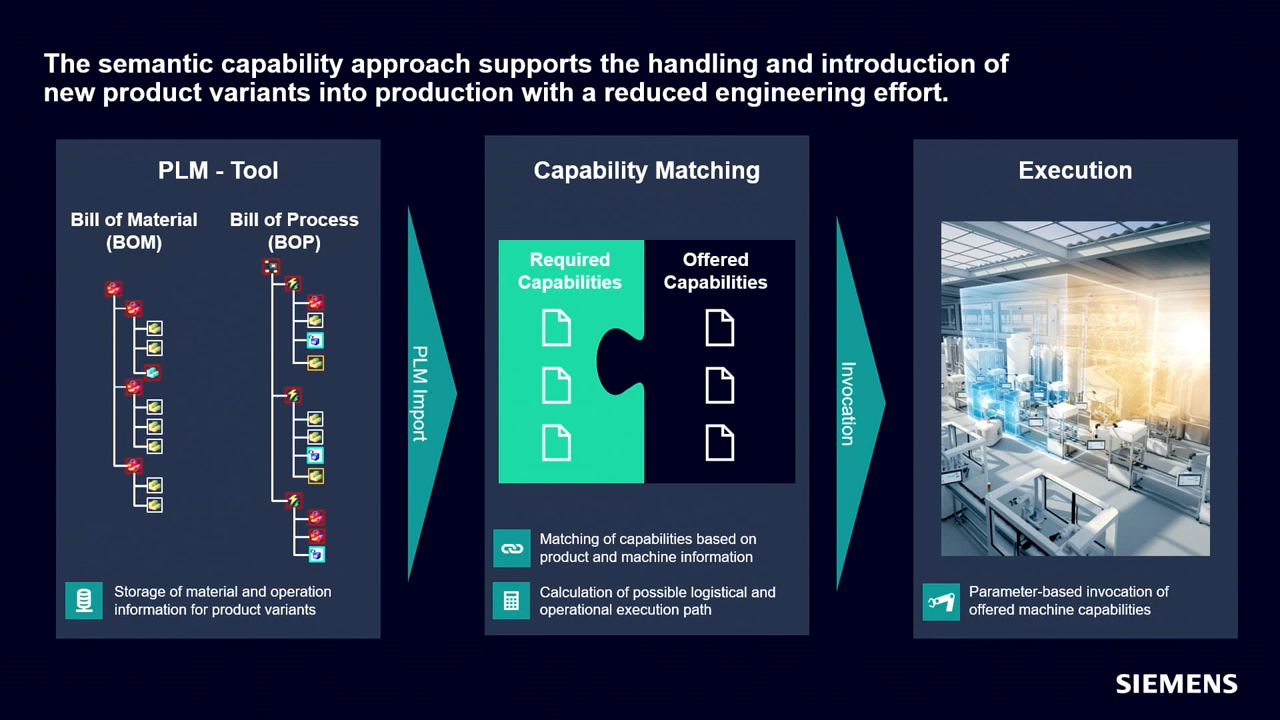 The semantic capability approach supports the handling and introduction of
new product variants into production with a reduced engineering effort.
PLM - Tool
Bill of Material
(BOM)
Bill of Process
(BOP)
Storage of material and operation
information for product variants
PLM Import
Capability Matching
Required
Capabilities
Offered
Capabilities
Matching of capabilities based on
product and machine information
Calculation of possible logistical and
operational execution path
Invocation
Execution
Parameter-based invocation of
offered machine capabilities
SIEMENS